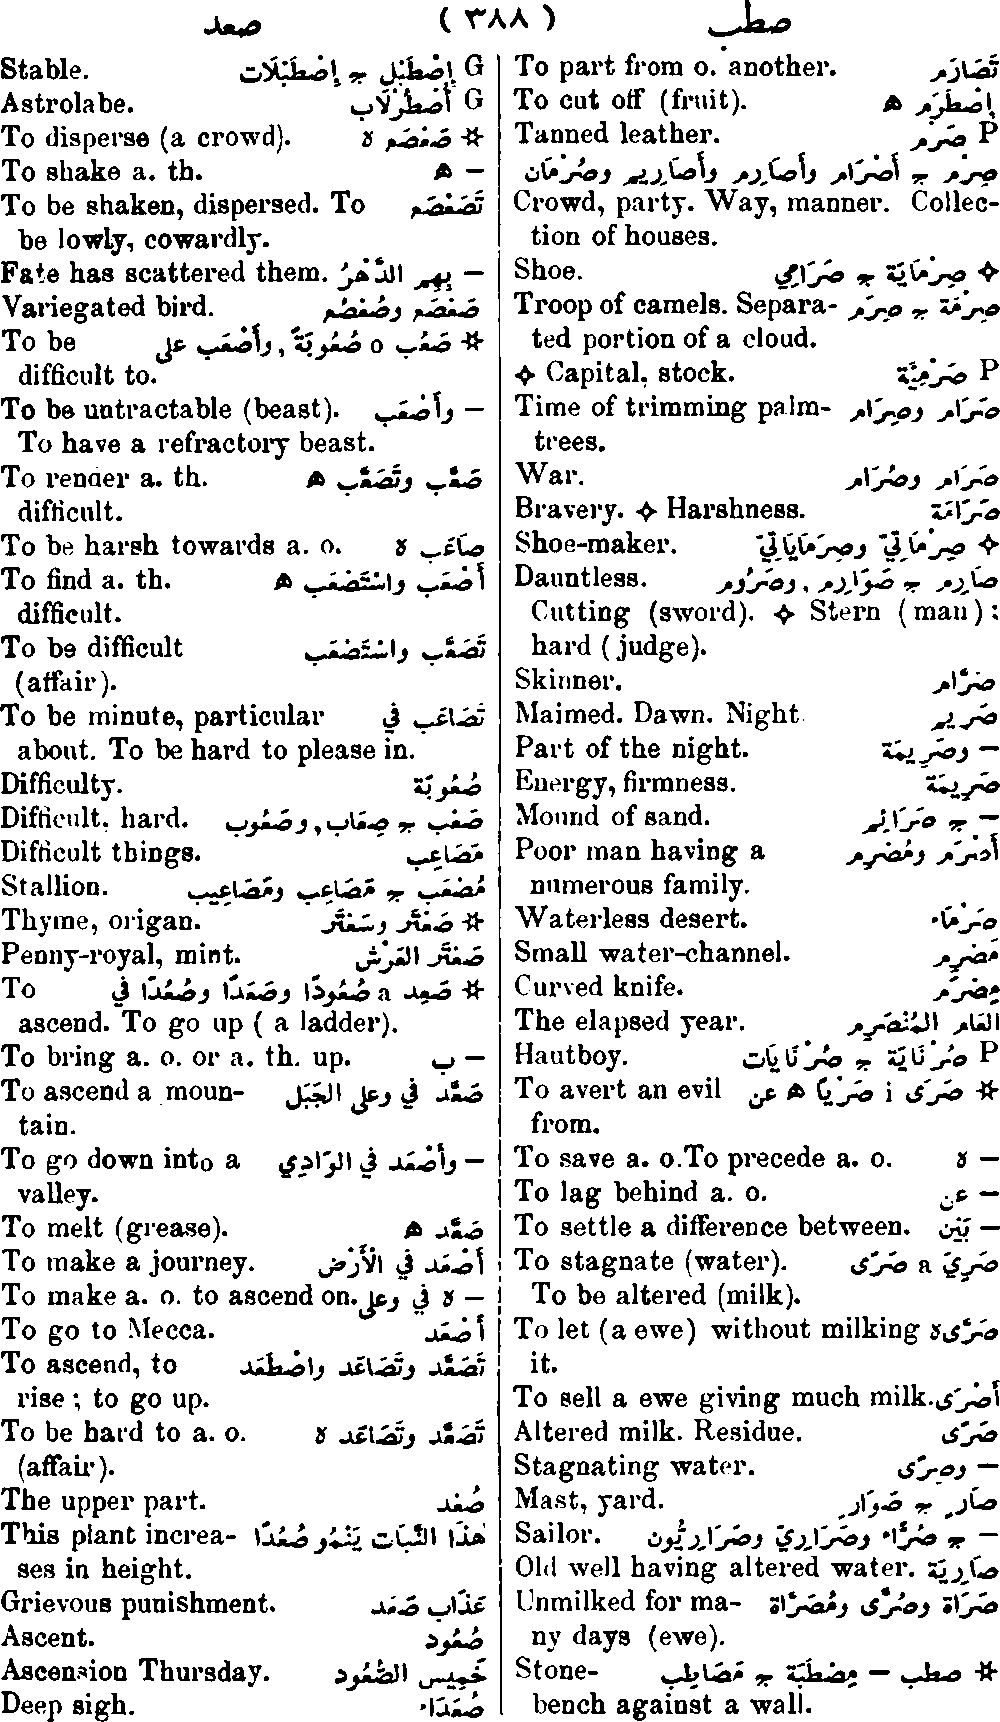 صطب ( ٣٨٨ ) صعد
To part from o. another. تَصَارَم
To cut off (fruit). إِصْطَرَم ه
Tanned leather. صَرْم P
صِرْم ج أَصْرَام وأَصَارِم وأَصَارِيم وصُرْمَان
Crowd, party. Way, manner. Collec-
tion of houses.
Shoe. ✧ صِرْمَايَة ج صَرَامِي
Troop of camels. Separa- صِرْمَة ج صِرَم
ted portion of a cloud.
✧ Capital, stock. صَرْمِيَّة P
Time of trimming palm- صَرَام وصِرَام
trees.
War. صَرَام وصُرَام
Bravery. ✧ Harshness. صَرَامَة
Shoe-maker. ✧ صِرْمَاتِيّ وصِرَمَايَاتِيّ
Dauntless. صَارِم ج صَوَارِم, وصَرُوم
Cutting (sword). ✧ Stern (man):
hard (judge).
Skinner. صَرَّام
Maimed. Dawn. Night صَرِيم
Part of the night. — وصَرِيمَة
Energy, firmness. صَرِيمَة
Mound of sand. — ج صَرَائِم
Poor man having a أَصْرَم ومُصْرِم
numerous family.
Waterless desert. صَرْمَاء
Small water-channel. مَصْرِم
Curved knife. مِصْرَم
The elapsed year. العَام المُنْصَرِم
Hautboy. صُرْنَايَة ج صُرْنَايَات P
To avert an evil ✲ صَرَى i صَرْيًا ه عن
from.
To save a. o. To precede a. o. — ه
To lag behind a. o. — عن
To settle a difference between. — بَيْن
To stagnate (water). صَرِيَ a صَرًى
To be altered (milk).
To let (a ewe) without milking صَرَّى ه
it.
To sell a ewe giving much milk. أَصْرَى
Altered milk. Residue. صَرًى
Stagnating water. — وصِرًى
Mast, yard. صَارٍ ج صَوَارٍ
Sailor. — ج صُرَّاء وصَرَارِيّ وصَرَارِيُّون
Old well having altered water. صَارِيَة
Unmilked for ma- صَرَاة وصُرَّى ومُصَرَّاة
ny days (ewe).
Stone- ✲ صطب — مِصْطَبَة ج مَصَاطِب
bench against a wall.
Stable. إِصْطَبْل ج إِصْطَبْلَات G
Astrolabe. أَصْطُرْلَاب G
To disperse (a crowd). ✲ صَعْصَع ه
To shake a. th. — ه
To be shaken, dispersed. To تَصَعْصَع
be lowly, cowardly.
Fate has scattered them. — بِهِم الدَّهْرُ
Variegated bird. صَعْصَع وصُعْصُع
To be ✲ صَعُب o صُعُوبَةً, وأَصْعَب على
difficult to.
To be untractable (beast). — وأَصْعَب
To have a refractory beast.
To render a. th. صَعَّب وتَصَعَّب ه
difficult.
To be harsh towards a. o. صَاعَب ه
To find a. th. أَصْعَب واسْتَصْعَب ه
difficult.
To be difficult تَصَعَّب واسْتَصْعَب
(affair).
To be minute, particular تَصَاعَب في
about. To be hard to please in.
Difficulty. صُعُوبَة
Difficult, hard. صَعْب ج صِعَاب, وصَعُوب
Difficult things. مَصَاعِب
Stallion. مُصْعَب ج مَصَاعِب ومَصَاعِيب
Thyme, origan. ✲ صَعْتَر وسَعْتَر
Penny-royal, mint. صَعْتَر الفَرْش
To ✲ صَعِد a صُعُودًا وصَعَدًا وصُعُدًا في
ascend. To go up ( a ladder).
To bring a. o. or a. th. up. — ب
To ascend a moun- صَعَّد في وعلى الجَبَل
tain.
To go down into a — وأَصْعَد في الوَادِي
valley.
To melt (grease). صَعَّد ه
To make a journey. أَصْعَد في الأَرْض
To make a. o. to ascend on. — ه في وعلى
To go to Mecca. أَصْعَد
To ascend, to تَصَعَّد وتَصَاعَد واصْطَعَد
rise; to go up.
To be hard to a. o. تَصَعَّد وتَصَاعَد ه
(affair).
The upper part. صُعْد
This plant increa- هٰذَا النَّبَات يَنْمُو صُعُدًا
ses in height.
Grievous punishment. عَذَاب صَعَد
Ascent. صُعُود
Ascension Thursday. خَمِيس الصُّعُود
Deep sigh. صُعَدَاء